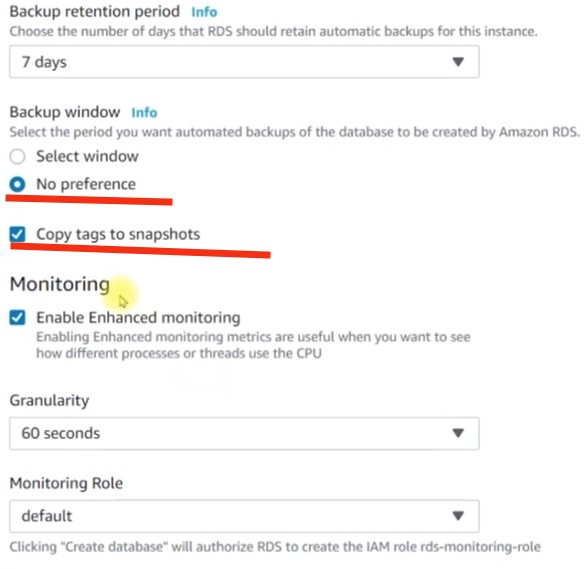 Backup retention period Info
Choose the number of days that RDS should retain automatic backups for this instance.
7 days
Backup window Info
Select the period you want automated backups of the database to be created by Amazon RDS.
Select window
No preference
Copy tags to snapshots
Monitoring
Enable Enhanced monitoring
Enabling Enhanced monitoring metrics are useful when you want to see
how different processes or threads use the CPU
Granularity
60 seconds
Monitoring Role
default
Clicking "Create database" will authorize RDS to create the IAM role rds-monitoring-role